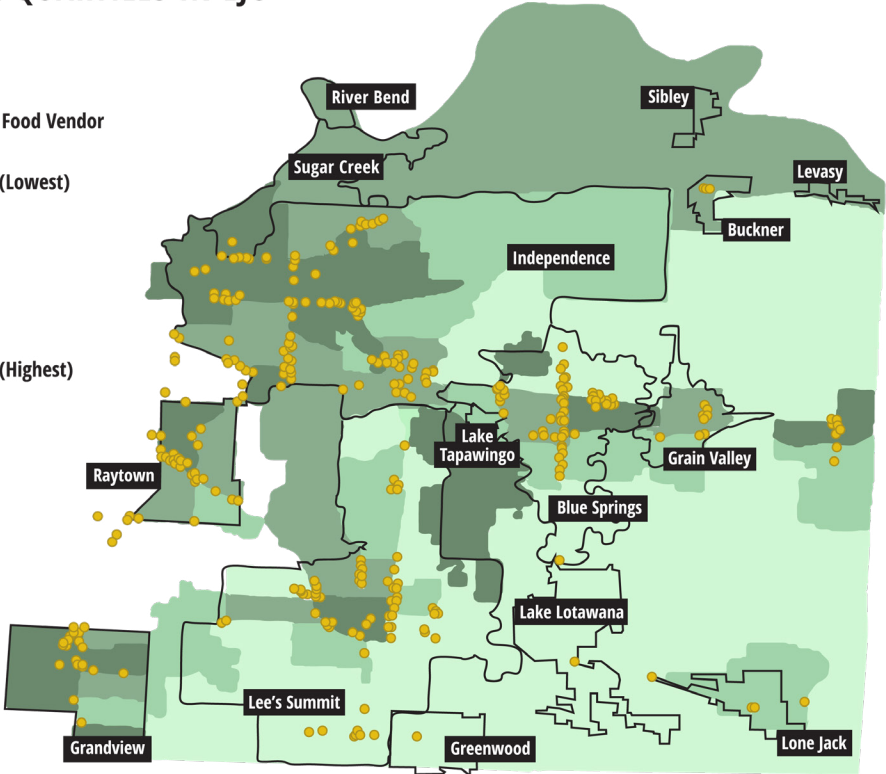 River Bend
Sibley
Food Vendor
Sugar Creek
Levasy
(Lowest)
Buckner
Independence
(Highest)
Lake
Tapawingo
Grain Valley
Raytown
Blue Springs
Lake Lotawana
Lee's Summit
Lone Jack
Grandview
Greenwood